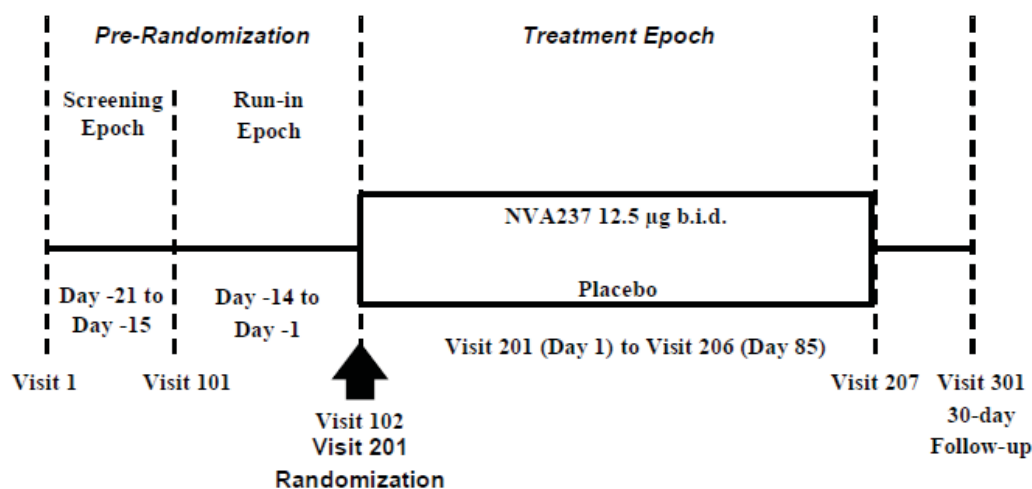 Pre-Randomization
Treatment Epoch
Screening
Epoch
Run-in
Epoch
NVA237 12.5 µg b.i.d.
Placebo
Day -21 to
Day -15
Day -14 to
Day -1
Visit 201 (Day 1) to Visit 206 (Day 85)
Visit 1
Visit 101
Visit 102
Visit 201
Randomization
Visit 207
Visit 301
30-day
Follow-up